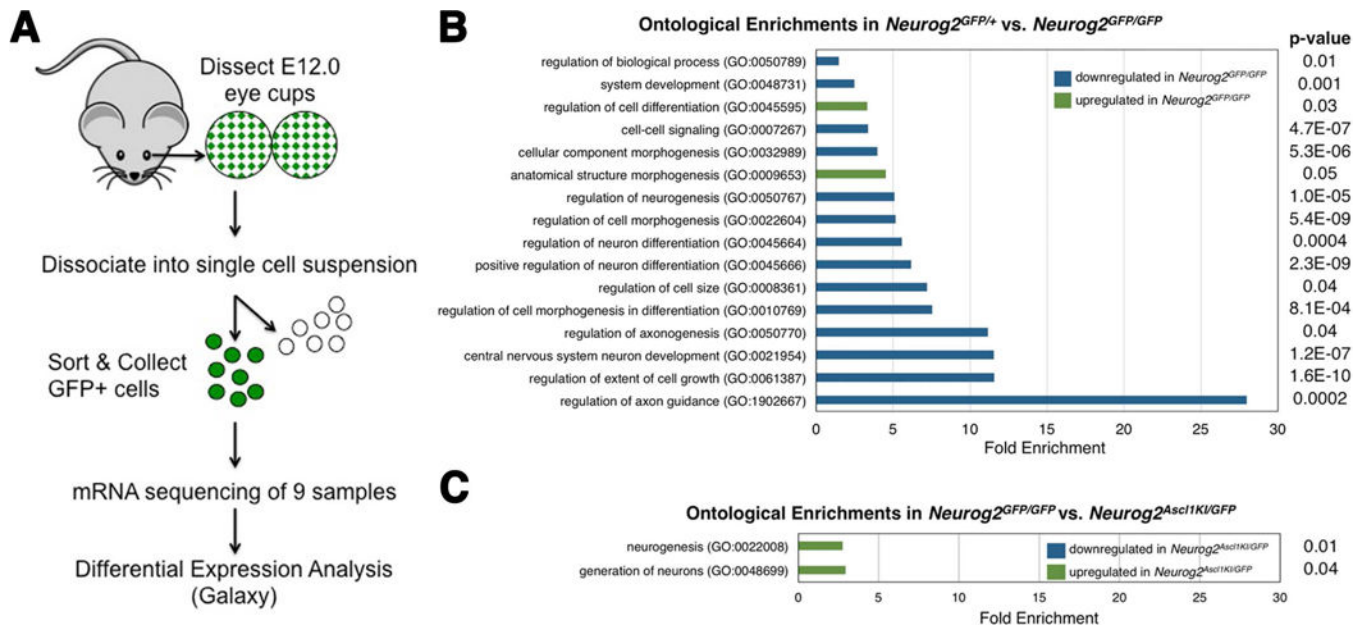 A
Dissect E12.0
eye cups
Dissociate into single cell suspension
Sort & Collect
GFP+ cells
mRNA sequencing of 9 samples
Differential Expression Analysis
(Galaxy)
B
Ontological Enrichments in Neurog2GFP/+ vs. Neurog2GFP/GFP
p-value
regulation of biological process (GO:0050789) 0.01
system development (GO:0048731) 0.001
regulation of cell differentiation (GO:0045595) 0.03
cell-cell signaling (GO:0007267) 4.7E-07
cellular component morphogenesis (GO:0032989) 5.3E-06
anatomical structure morphogenesis (GO:0009653) 0.05
regulation of neurogenesis (GO:0050767) 1.0E-05
regulation of cell morphogenesis (GO:0022604) 5.4E-09
regulation of neuron differentiation (GO:0045664) 0.0004
positive regulation of neuron differentiation (GO:0045666) 2.3E-09
regulation of cell size (GO:0008361) 0.04
regulation of cell morphogenesis in differentiation (GO:0010769) 8.1E-04
regulation of axonogenesis (GO:0050770) 0.04
central nervous system neuron development (GO:0021954) 1.2E-07
regulation of extent of cell growth (GO:0061387) 1.6E-10
regulation of axon guidance (GO:1902667) 0.0002
downregulated in Neurog2GFP/GFP
upregulated in Neurog2GFP/GFP
0 5 10 15 20 25 30
Fold Enrichment
C
Ontological Enrichments in Neurog2GFP/GFP vs. Neurog2Ascl1KI/GFP
neurogenesis (GO:0022008) 0.01
generation of neurons (GO:0048699) 0.04
downregulated in Neurog2Ascl1KI/GFP
upregulated in Neurog2Ascl1KI/GFP
0 5 10 15 20 25 30
Fold Enrichment